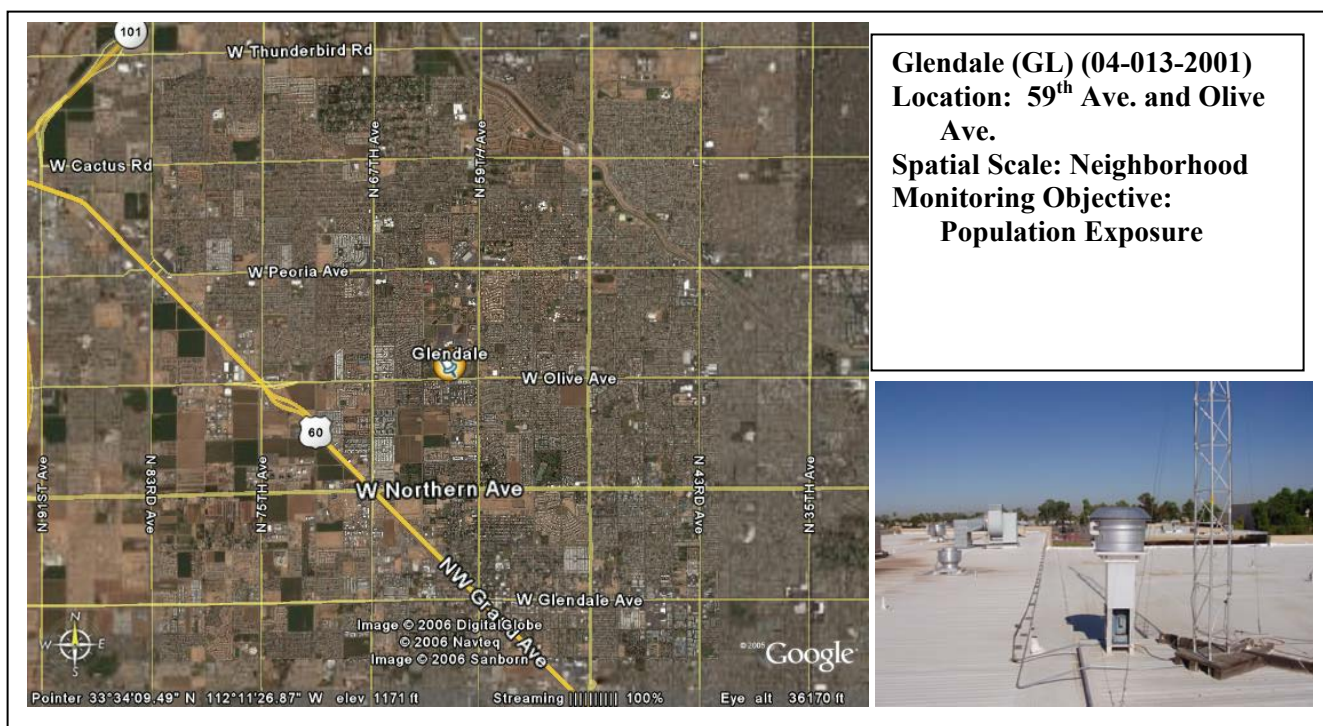 101
W Thunderbird Rd
N 67TH Ave
N 59TH Ave
W Cactus Rd
W Peoria Ave
Glendale
W Olive Ave
60
N 91ST Ave
N 83RD Ave
N 75TH Ave
W Northern Ave
N 43RD Ave
N 35TH Ave
NW Grand Ave
W Glendale Ave
N
W E
S
Image © 2006 DigitalGlobe
© 2006 Navteq
Image © 2006 Sanborn
©2005 Google™
Pointer 33°34'09.49" N 112°11'26.87" W elev 1171 ft Streaming |||||||||| 100% Eye alt 36170 ft
Glendale (GL) (04-013-2001)
Location: 59th Ave. and Olive
Ave.
Spatial Scale: Neighborhood
Monitoring Objective:
Population Exposure